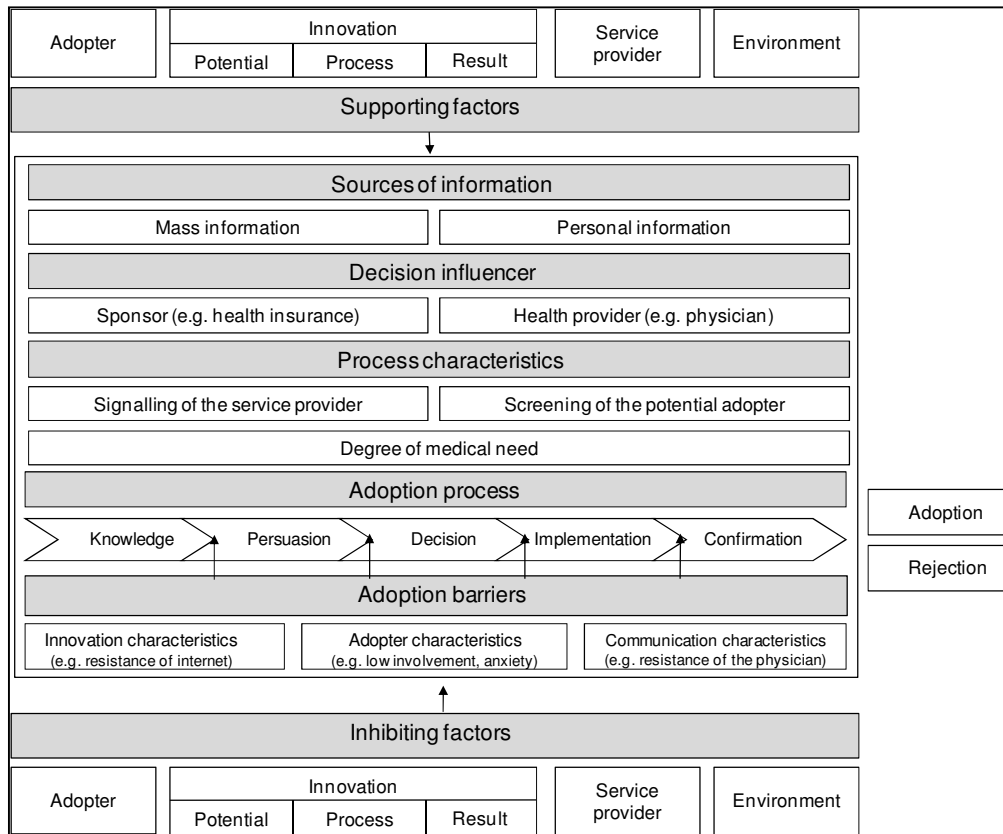 Adopter
Innovation
Potential
Process
Result
Service
provider
Environment
Supporting factors
Sources of information
Mass information
Personal information
Decision influencer
Sponsor (e.g. health insurance)
Health provider (e.g. physician)
Process characteristics
Signalling of the service provider
Screening of the potential adopter
Degree of medical need
Adoption process
Knowledge
Persuasion
Decision
Implementation
Confirmation
Adoption
Rejection
Adoption barriers
Innovation characteristics
(e.g. resistance of internet)
Adopter characteristics
(e.g. low involvement, anxiety)
Communication characteristics
(e.g. resistance of the physician)
Inhibiting factors
Adopter
Innovation
Potential
Process
Result
Service
provider
Environment